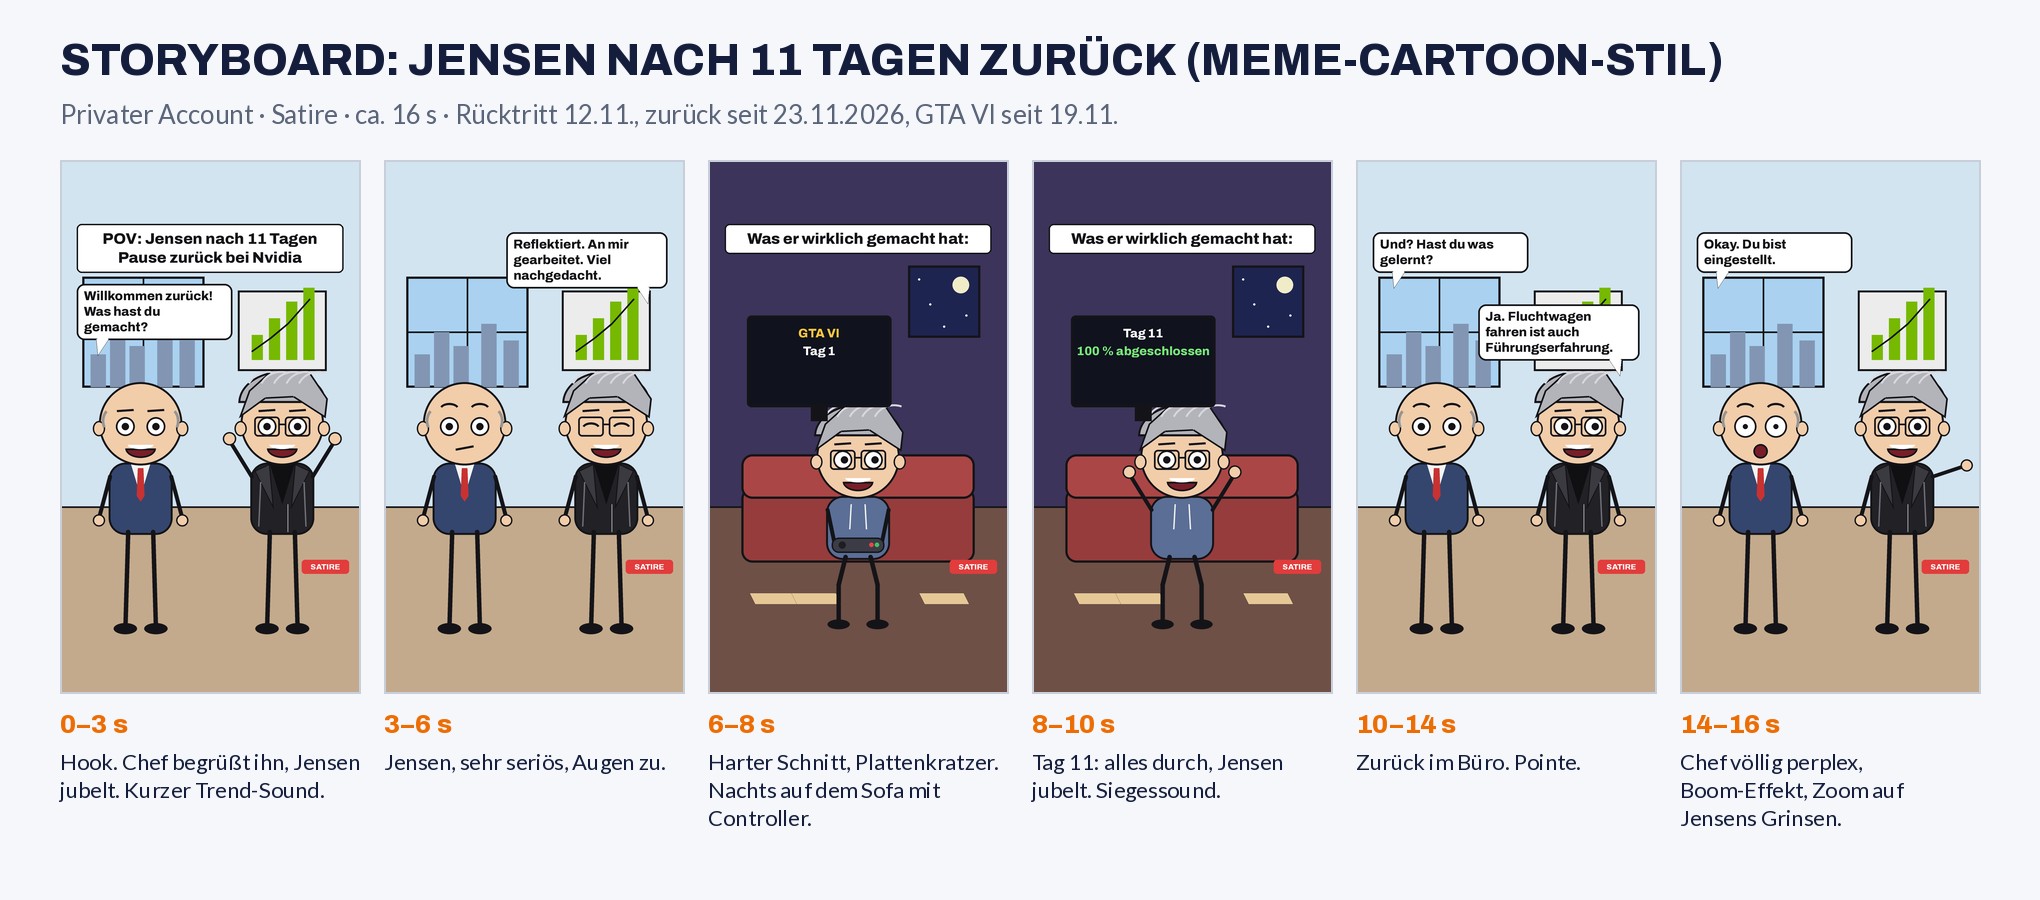 STORYBOARD: JENSEN NACH 11 TAGEN ZURÜCK (MEME-CARTOON-STIL)
Privater Account · Satire · ca. 16 s · Rücktritt 12.11., zurück seit 23.11.2026, GTA VI seit 19.11.
POV: Jensen nach 11 Tagen
Pause zurück bei Nvidia
Willkommen zurück!
Was hast du
gemacht?
SATIRE
0–3 s
Hook. Chef begrüßt ihn, Jensen
jubelt. Kurzer Trend-Sound.
Reflektiert. An mir
gearbeitet. Viel
nachgedacht.
SATIRE
3–6 s
Jensen, sehr seriös, Augen zu.
Was er wirklich gemacht hat:
GTA VI
Tag 1
SATIRE
6–8 s
Harter Schnitt, Plattenkratzer.
Nachts auf dem Sofa mit
Controller.
Was er wirklich gemacht hat:
Tag 11
100 % abgeschlossen
SATIRE
8–10 s
Tag 11: alles durch, Jensen
jubelt. Siegessound.
Und? Hast du was
gelernt?
Ja. Fluchtwagen
fahren ist auch
Führungserfahrung.
SATIRE
10–14 s
Zurück im Büro. Pointe.
Okay. Du bist
eingestellt.
SATIRE
14–16 s
Chef völlig perplex,
Boom-Effekt, Zoom auf
Jensens Grinsen.